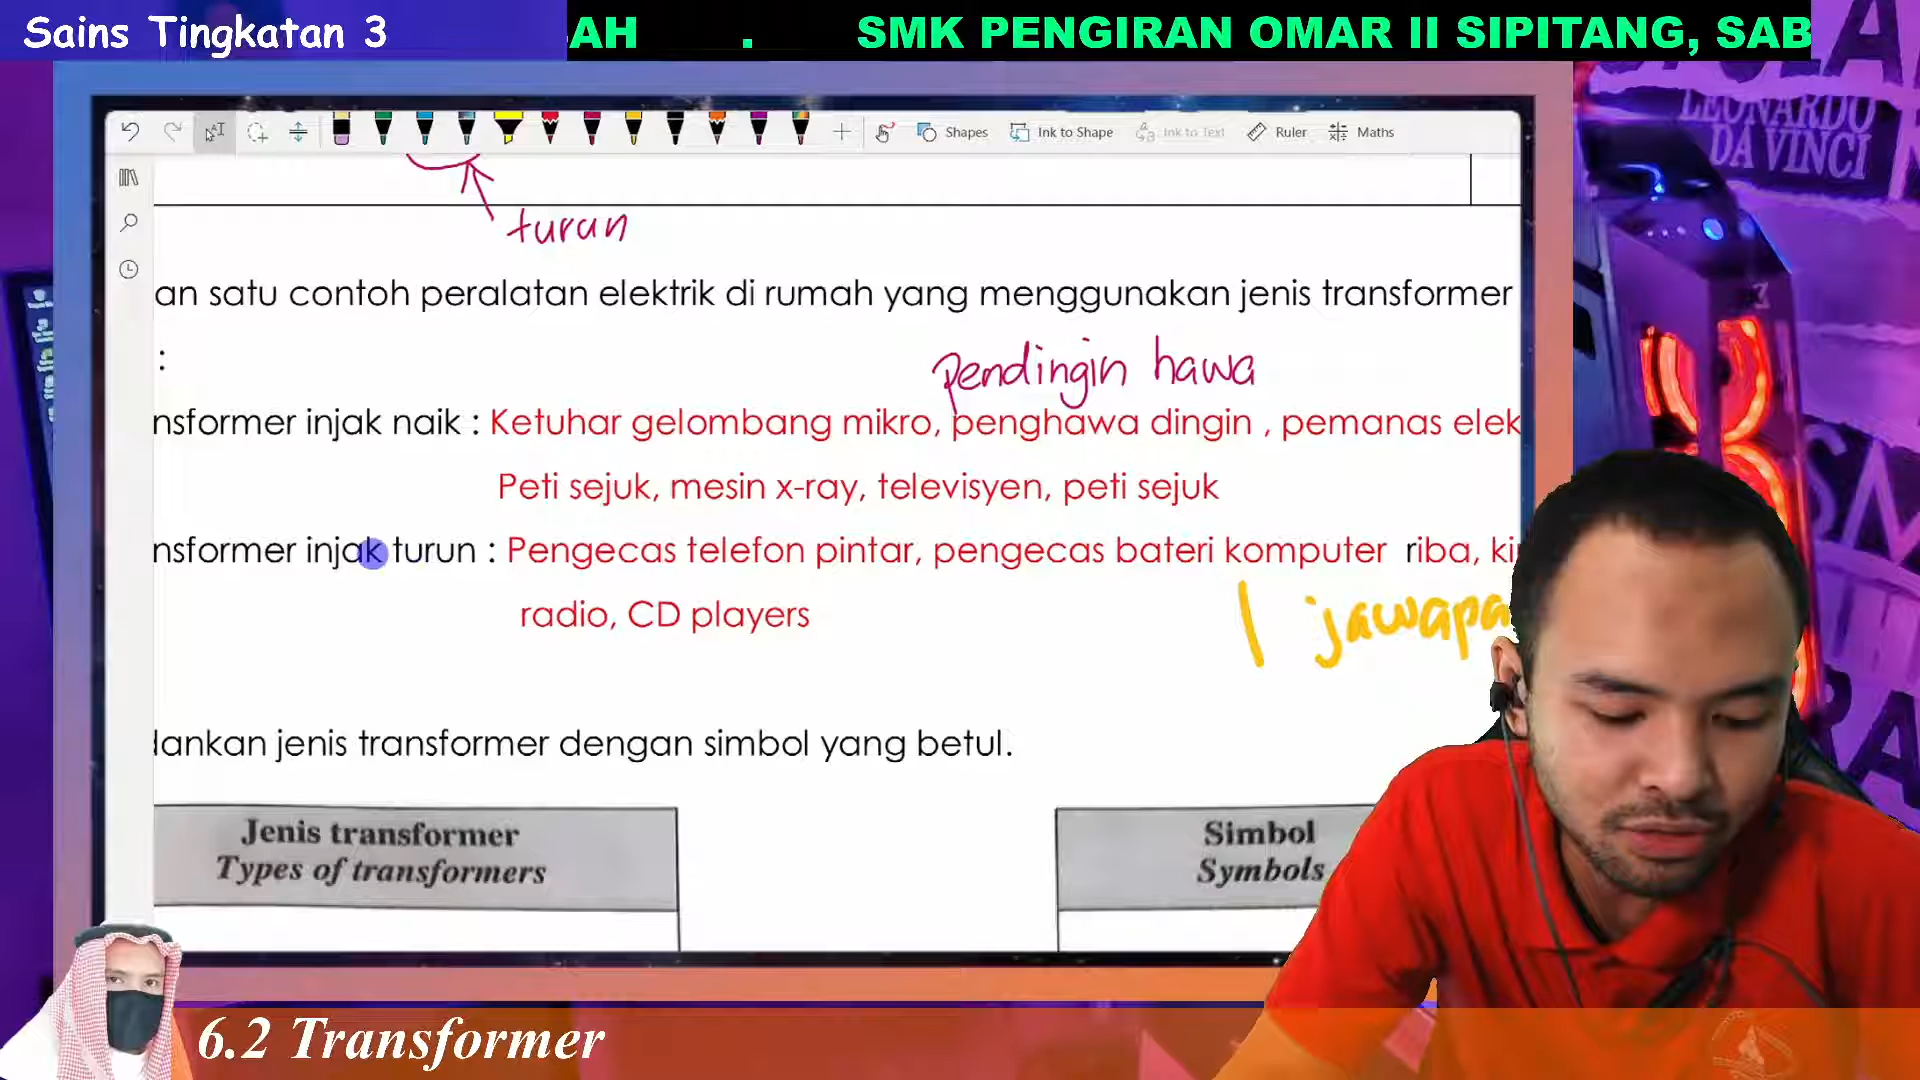 Sains Tingkatan 3
AH . SMK PENGIRAN OMAR II SIPITANG, SAB
LEONARDO
DA VINCI
Shapes Ink to Shape Ink to Text Ruler Maths
turun
an satu contoh peralatan elektrik di rumah yang menggunakan jenis transformer
:
pendingin hawa
nsformer injak naik : Ketuhar gelombang mikro, penghawa dingin , pemanas elek
Peti sejuk, mesin x-ray, televisyen, peti sejuk
nsformer injak turun : Pengecas telefon pintar, pengecas bateri komputer riba, ki
radio, CD players
1 jawapa
dankan jenis transformer dengan simbol yang betul.
Jenis transformer
Types of transformers
Simbol
Symbols
6.2 Transformer